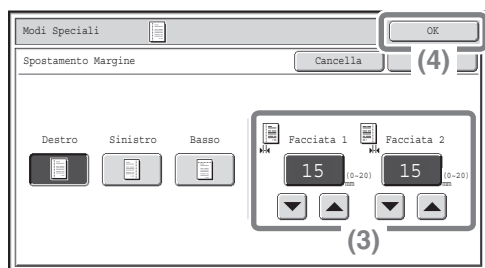 Modi Speciali
OK
Spostamento Margine
Cancella
(4)
Destro
Sinistro
Basso
Facciata 1
Facciata 2
15
(0~20)
mm
15
(0~20)
mm
(3)